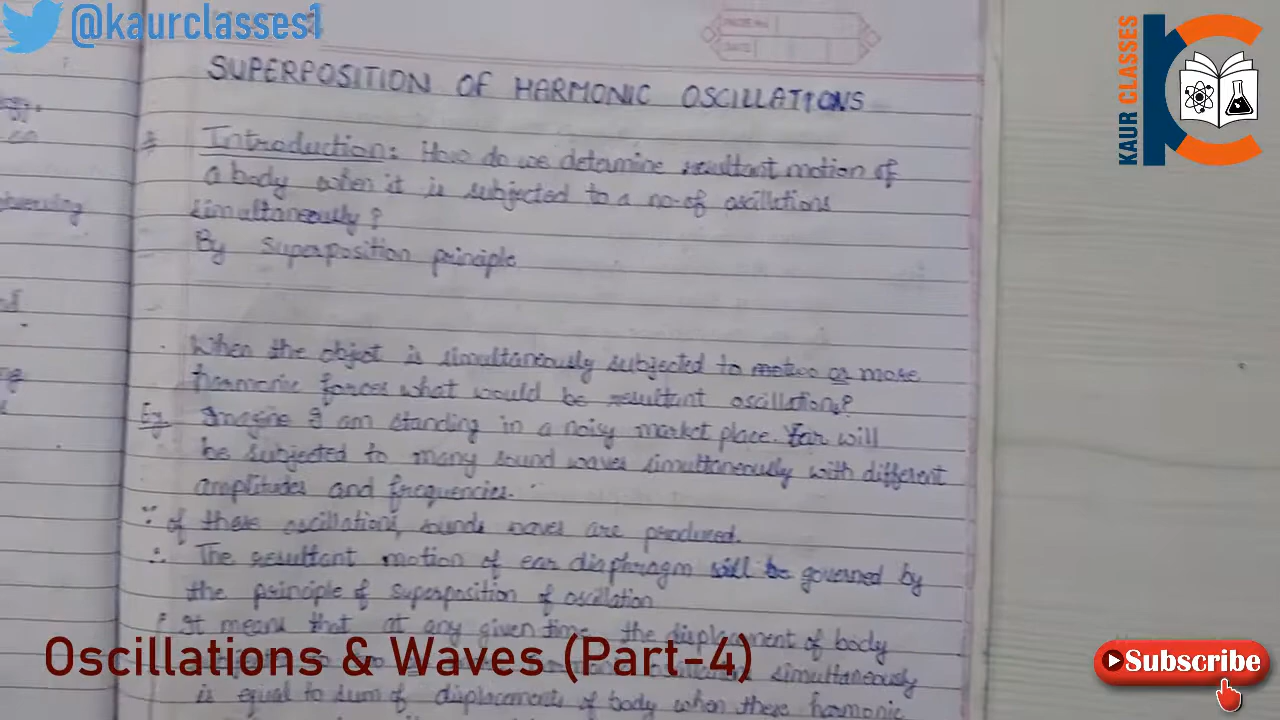 @kaurclasses1
KAUR CLASSES
PAGE No.
DATE
SUPERPOSITION OF HARMONIC OSCILLATIONS
Introduction: How do we determine resultant motion of
a body when it is subjected to a no. of oscilltions
simultaneously?
By superposition principle
When the object is simultaneously subjected to two or more
harmonic forces what would be resultant oscillations?
Eg. Imagine I am standing in a noisy market place. Ear will
be subjected to many sound waves simultaneously with different
amplitudes and frequencies.
∵ of these oscillations, sounds waves are produced.
∴ The resultant motion of ear diaphragm will be governed by
the principle of superposition of oscillation
It means that at any given time, the displacement of body
simultaneously
is equal to sum of displacements of body when these harmonic
Oscillations & Waves (Part-4)
Subscribe